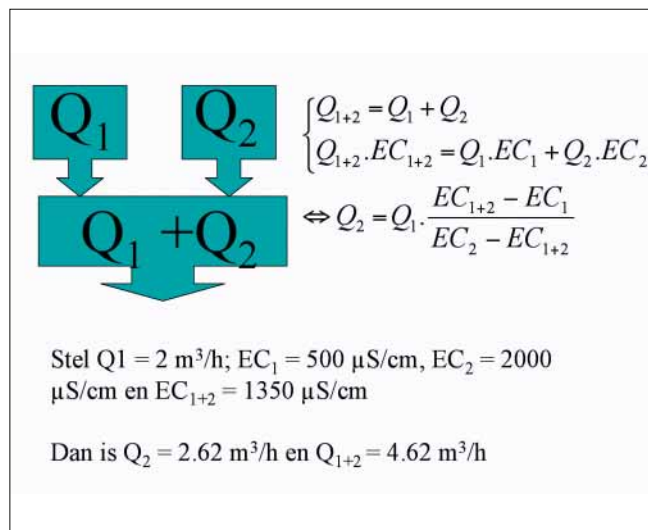 Q₁
Q₂
Q₁₊₂ = Q₁ + Q₂
Q₁₊₂.EC₁₊₂ = Q₁.EC₁ + Q₂.EC₂
Q₁ +Q₂
⇔ Q₂ = Q₁. (EC₁₊₂ − EC₁) / (EC₂ − EC₁₊₂)
Stel Q1 = 2 m³/h; EC₁ = 500 µS/cm, EC₂ = 2000
µS/cm en EC₁₊₂ = 1350 µS/cm
Dan is Q₂ = 2.62 m³/h en Q₁₊₂ = 4.62 m³/h